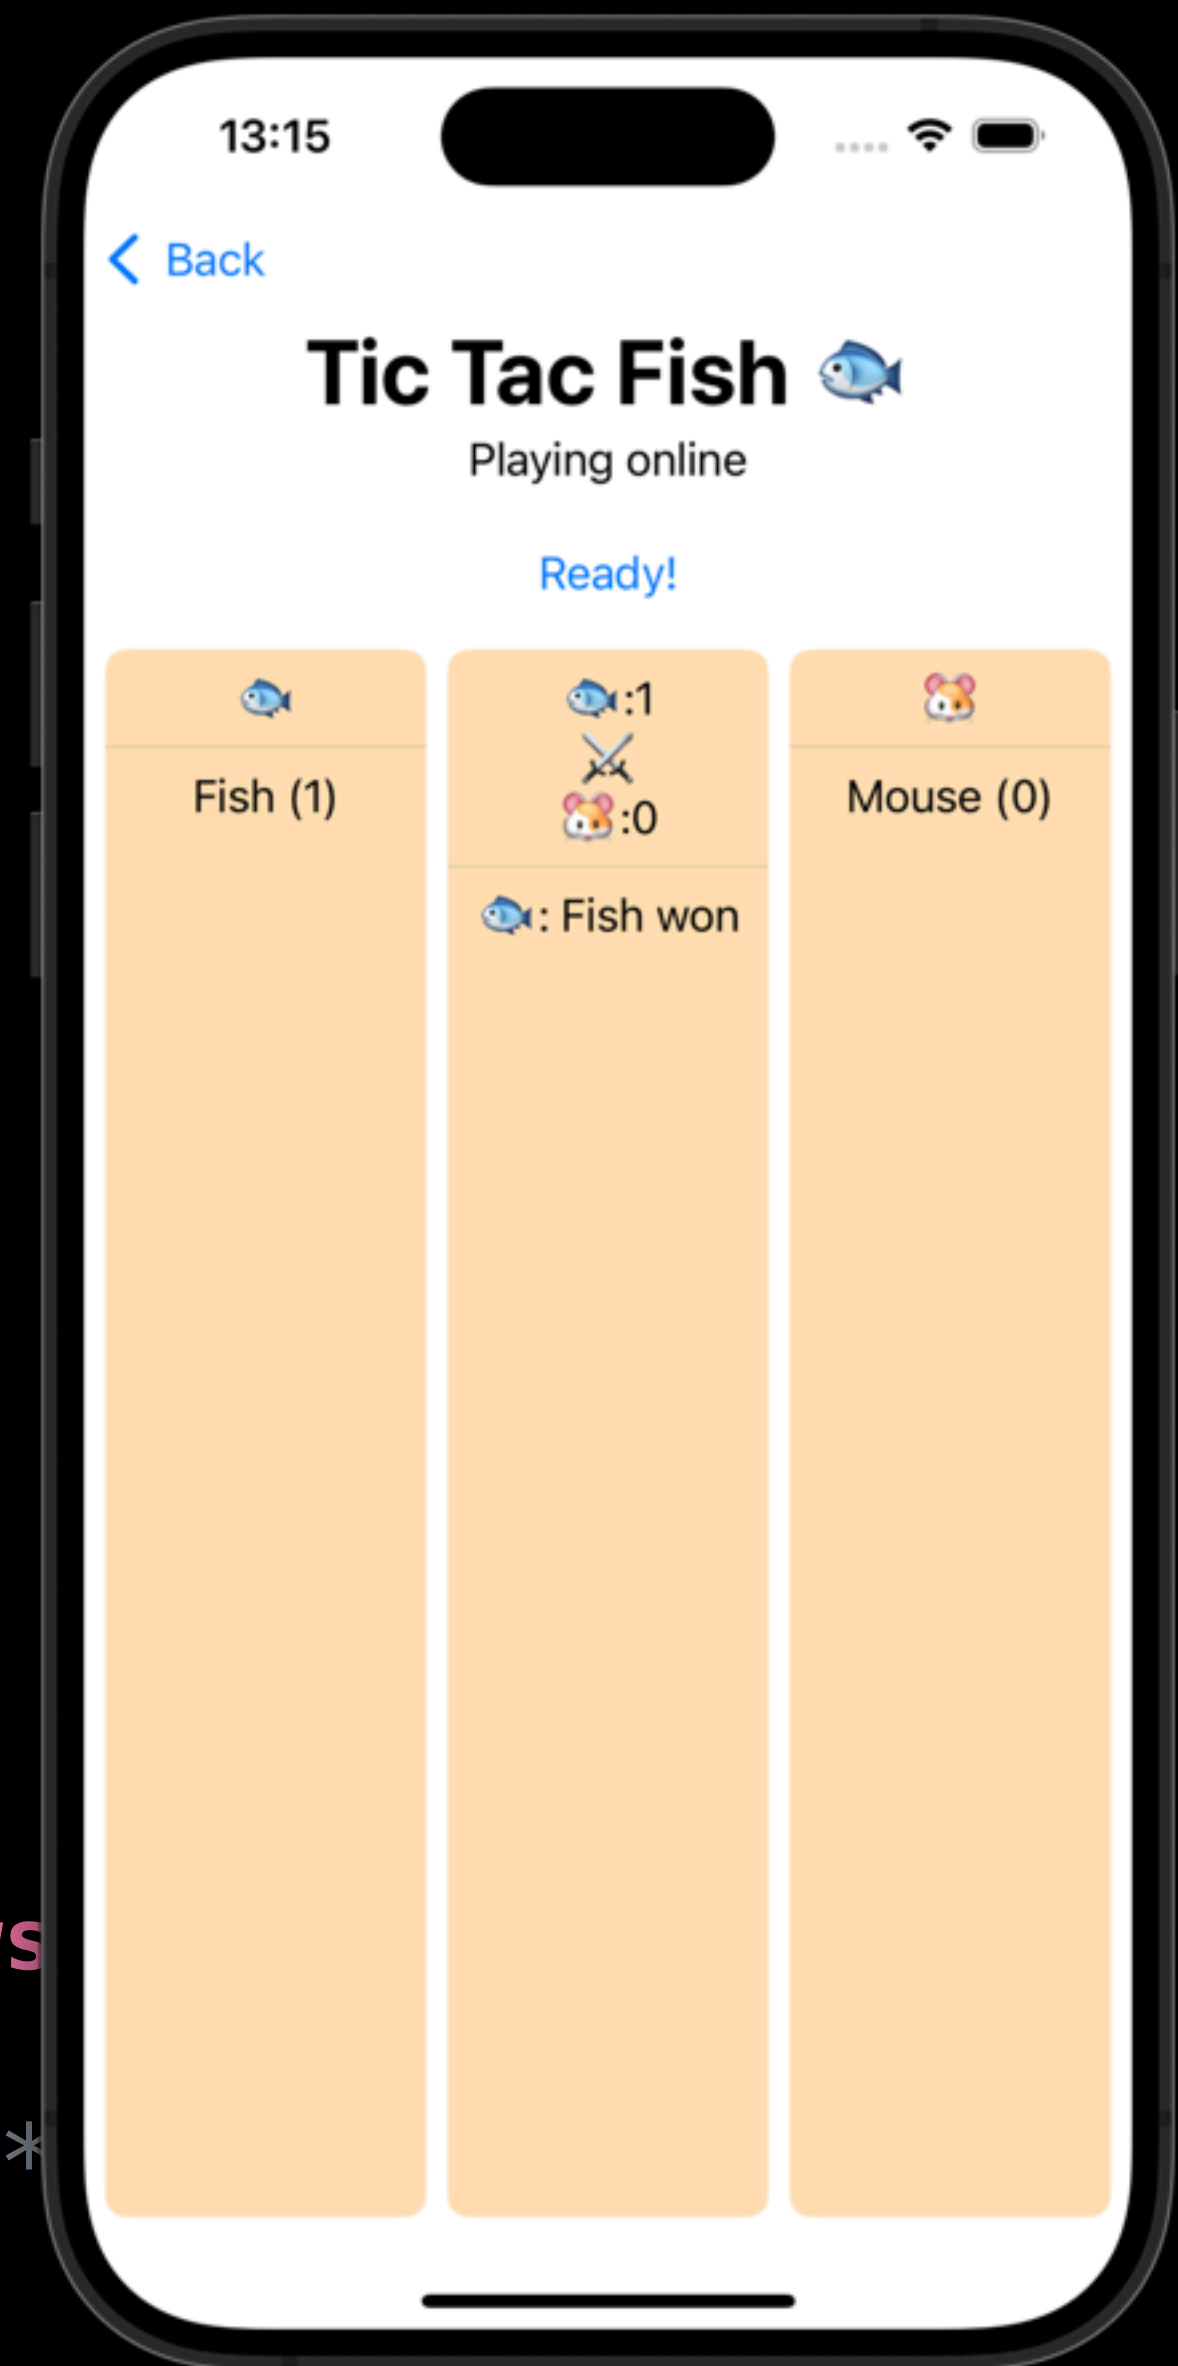 13:15
Back
Tic Tac Fish 🐟
Playing online
Ready!
🐟
Fish (1)
🐟:1
⚔
🐹:0
🐟: Fish won
🐹
Mouse (0)
s
*